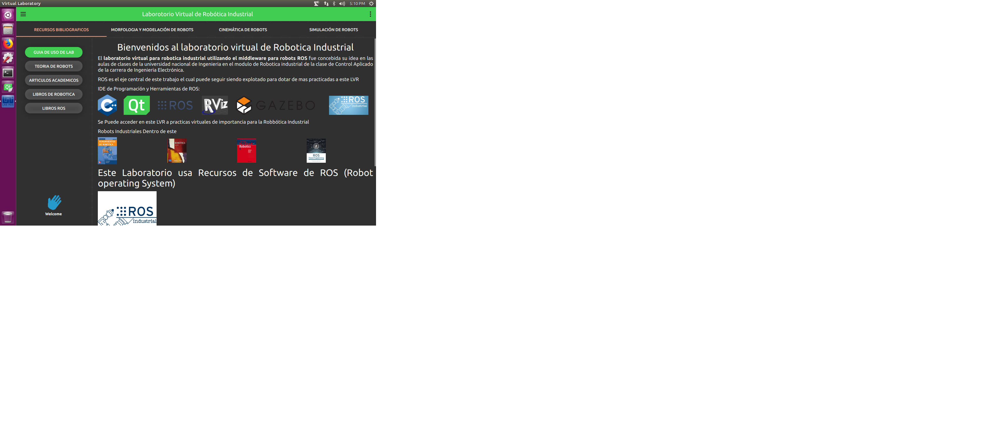 Virtual Laboratory
5:10 PM
Laborotorio Virtual de Robótica Industrial
RECURSOS BIBLIOGRAFICOS
MORFOLOGIA Y MODELACIÓN DE ROBOTS
CINEMÁTICA DE ROBOTS
SIMULACIÓN DE ROBOTS
GUIA DE USO DE LAB
TEORIA DE ROBOTS
ARTICULOS ACADEMICOS
LIBROS DE ROBOTICA
LIBROS ROS
Welcome
Bienvenidos al laboratorio virtual de Robotica Industrial
El laboratorio virtual para robotica industrial utilizando el middleware para robots ROS fue concebida su idea en las
aulas de clases de la universidad nacional de Ingenieria en el modulo de Robotica industrial de la clase de Control Aplicado
de la carrera de Ingenieria Electrónica.
ROS es el eje central de este trabajo el cual puede seguir siendo explotado para dotar de mas practicadas a este LVR
IDE de Programación y Herramientas de ROS:
C++
Qt
ROS
RViz
GAZEBO
ROS
industrial
Se Puede acceder en este LVR a practicas virtuales de importancia para la Robbótica Industrial
Robots Industriales Dentro de este
FUNDAMENTOS
DE ROBÓTICA
ROBÓTICA
Robotics
ROS
Robot Programming
Este Laboratorio usa Recursos de Software de ROS (Robot
operating System)
ROS
industrial
Qt